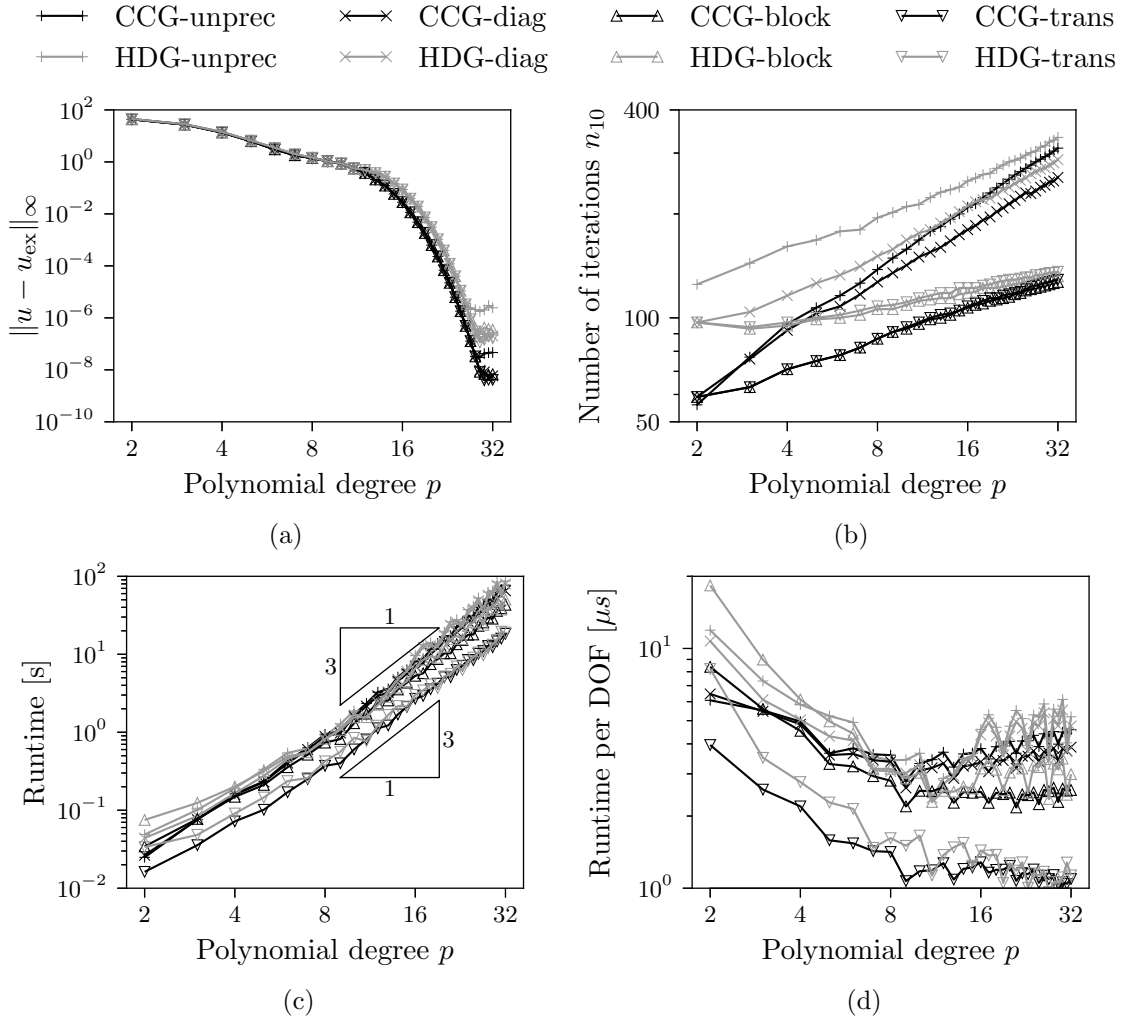 CCG-unprec CCG-diag CCG-block CCG-trans
HDG-unprec HDG-diag HDG-block HDG-trans
10^2
10^0
10^−2
10^−4
10^−6
10^−8
10^−10
‖u − u_ex‖_∞
2 4 8 16 32
Polynomial degree p
(a)
400
100
50
Number of iterations n_10
2 4 8 16 32
Polynomial degree p
(b)
10^2
10^1
10^0
10^−1
10^−2
Runtime [s]
1
3
3
1
2 4 8 16 32
Polynomial degree p
(c)
10^1
10^0
Runtime per DOF [μs]
2 4 8 16 32
Polynomial degree p
(d)